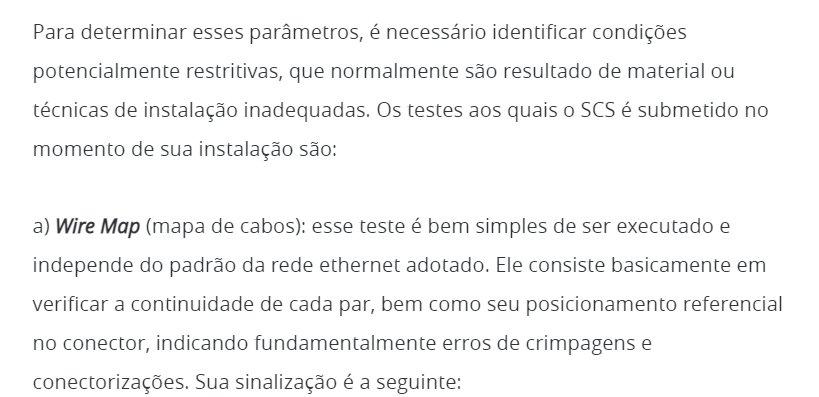 Para determinar esses parâmetros, é necessário identificar condições
potencialmente restritivas, que normalmente são resultado de material ou
técnicas de instalação inadequadas. Os testes aos quais o SCS é submetido no
momento de sua instalação são:
a) Wire Map (mapa de cabos): esse teste é bem simples de ser executado e
independe do padrão da rede ethernet adotado. Ele consiste basicamente em
verificar a continuidade de cada par, bem como seu posicionamento referencial
no conector, indicando fundamentalmente erros de crimpagens e
conectorizações. Sua sinalização é a seguinte: